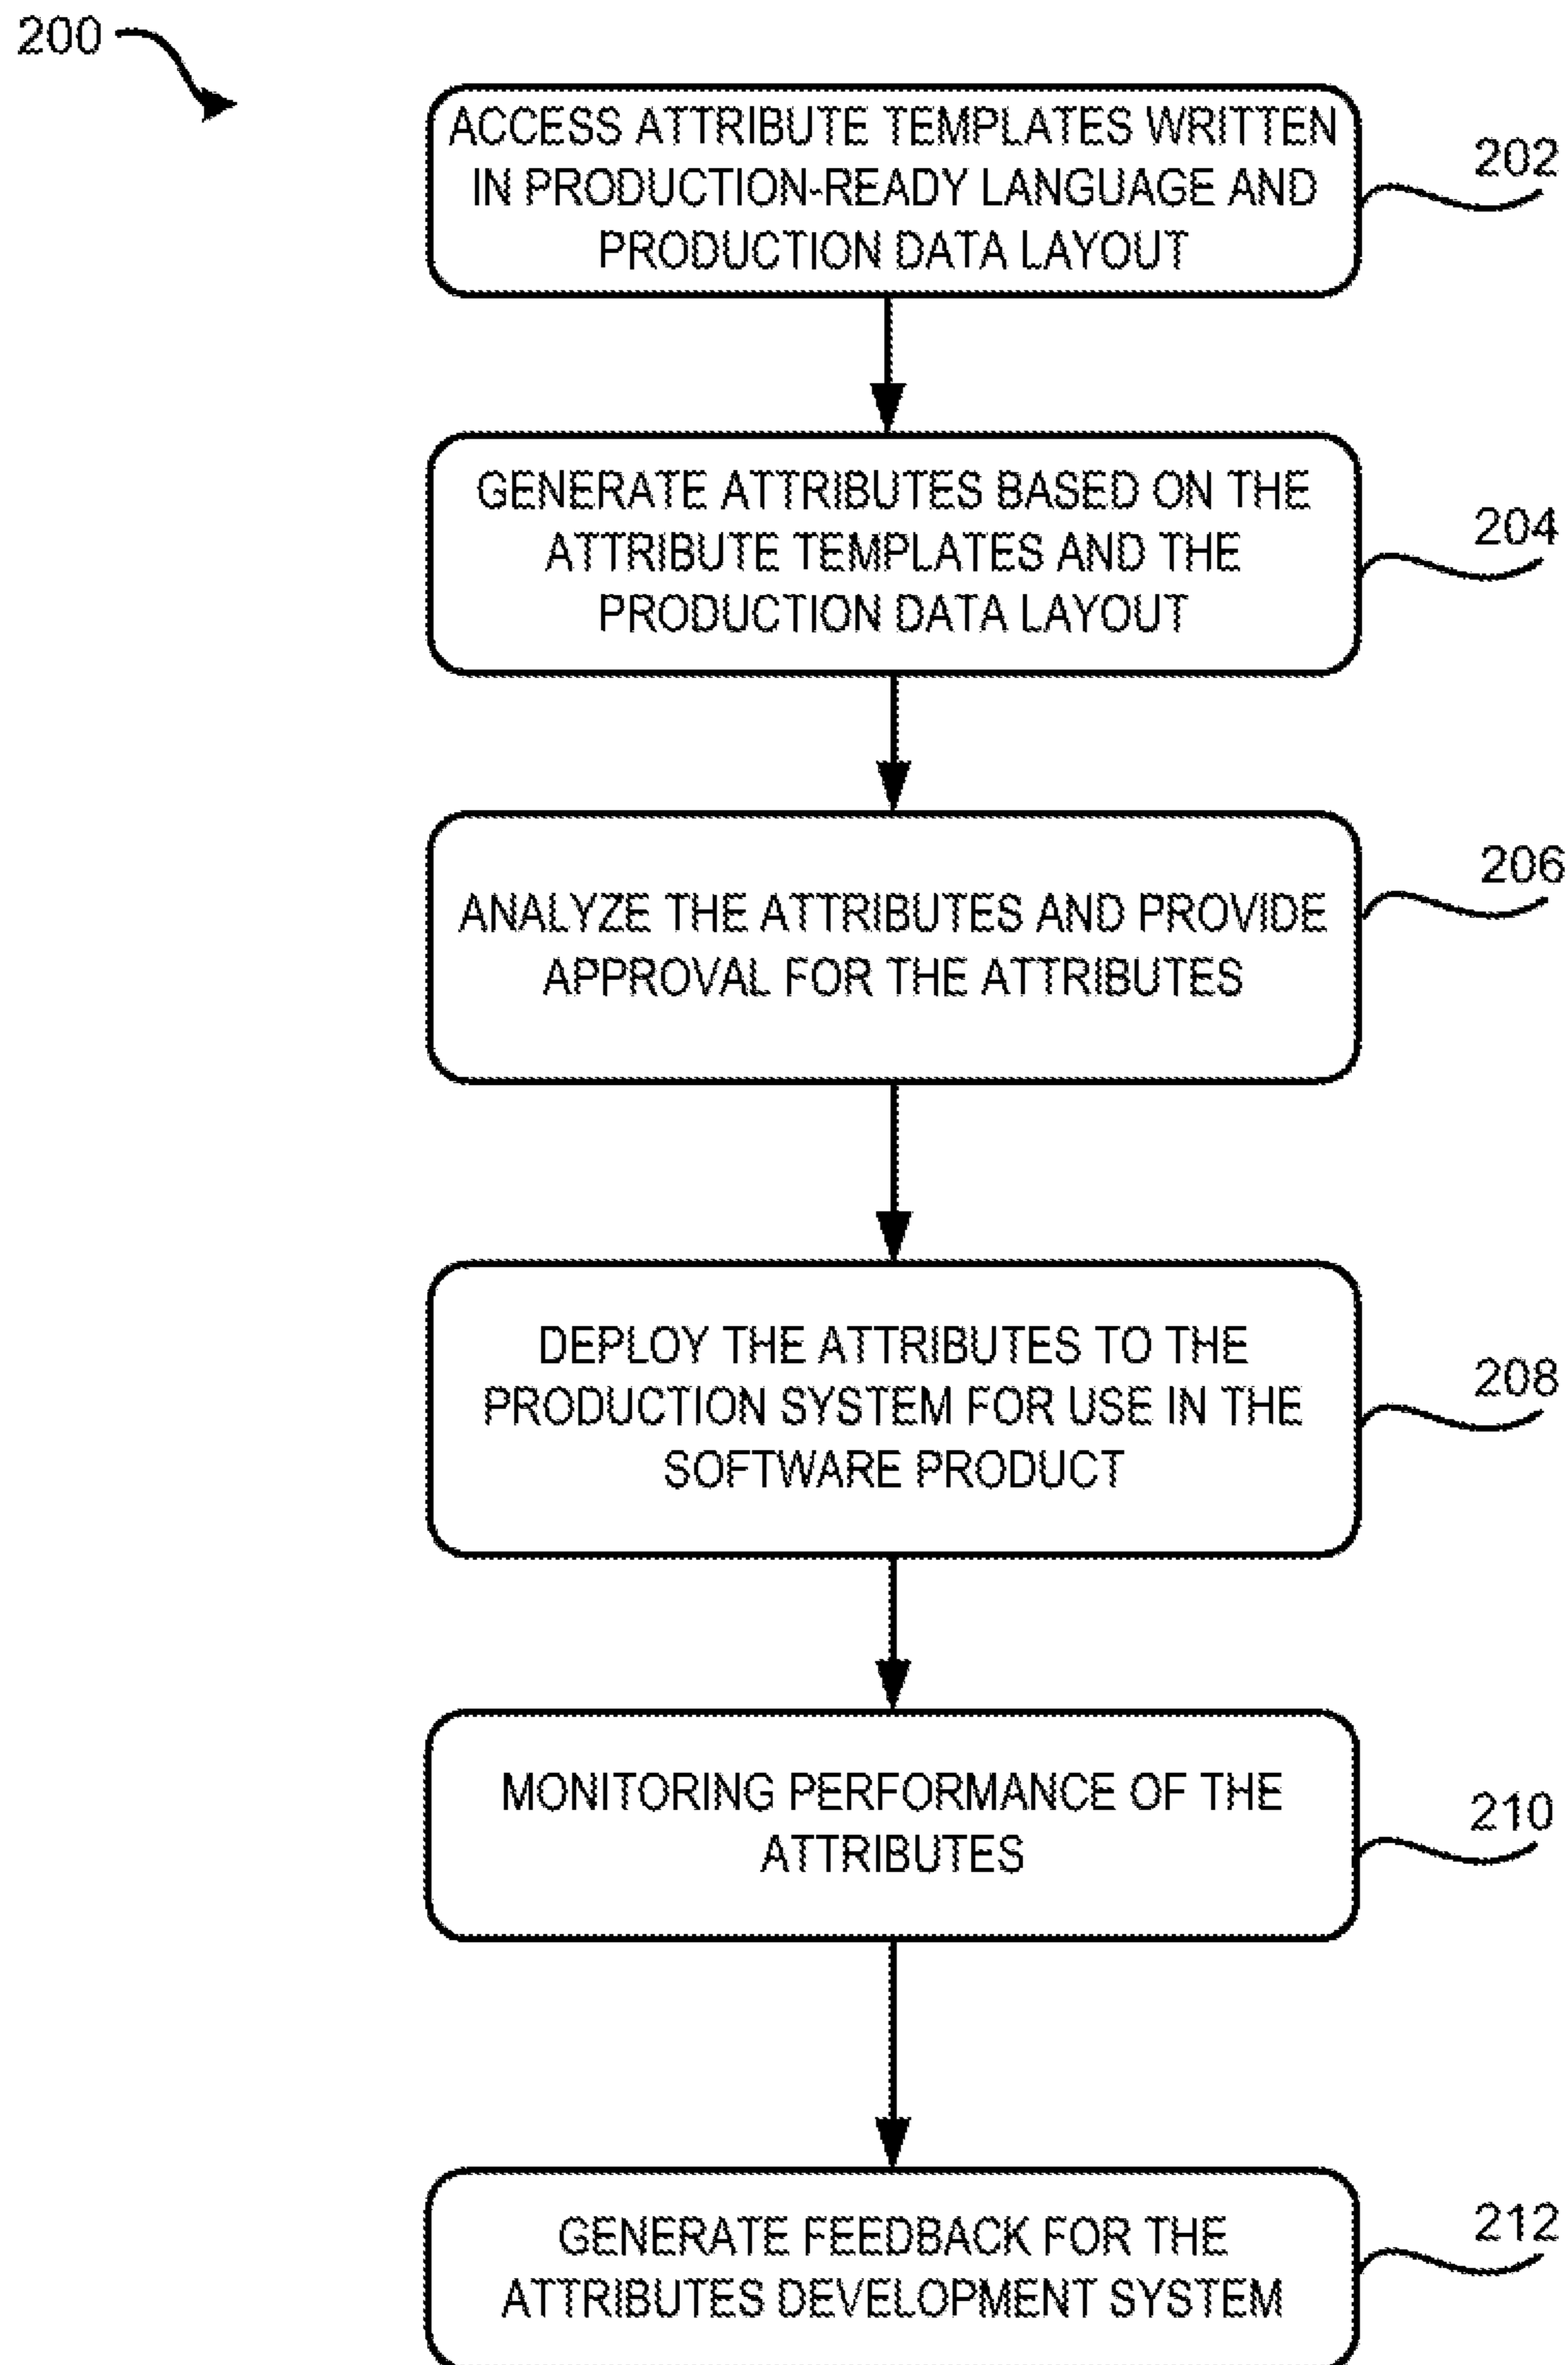 200
ACCESS ATTRIBUTE TEMPLATES WRITTEN
IN PRODUCTION-READY LANGUAGE AND
PRODUCTION DATA LAYOUT
202
GENERATE ATTRIBUTES BASED ON THE
ATTRIBUTE TEMPLATES AND THE
PRODUCTION DATA LAYOUT
204
ANALYZE THE ATTRIBUTES AND PROVIDE
APPROVAL FOR THE ATTRIBUTES
206
DEPLOY THE ATTRIBUTES TO THE
PRODUCTION SYSTEM FOR USE IN THE
SOFTWARE PRODUCT
208
MONITORING PERFORMANCE OF THE
ATTRIBUTES
210
GENERATE FEEDBACK FOR THE
ATTRIBUTES DEVELOPMENT SYSTEM
212